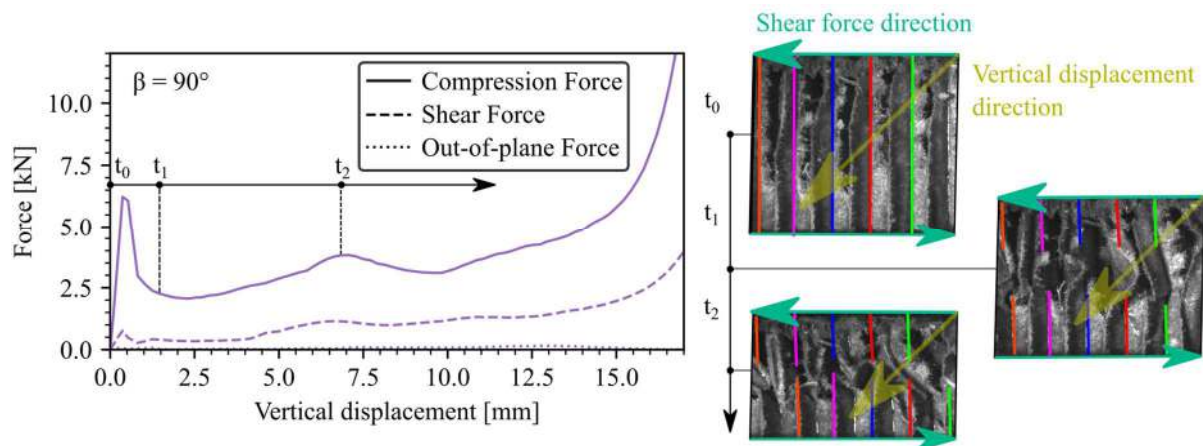 β = 90°
Compression Force
Shear Force
Out-of-plane Force
t0
t1
t2
12.5
10.0
7.5
5.0
2.5
0.0
Force [kN]
0.0 2.5 5.0 7.5 10.0 12.5 15.0
Vertical displacement [mm]
Shear force direction
Vertical displacement
direction
t0
t1
t2